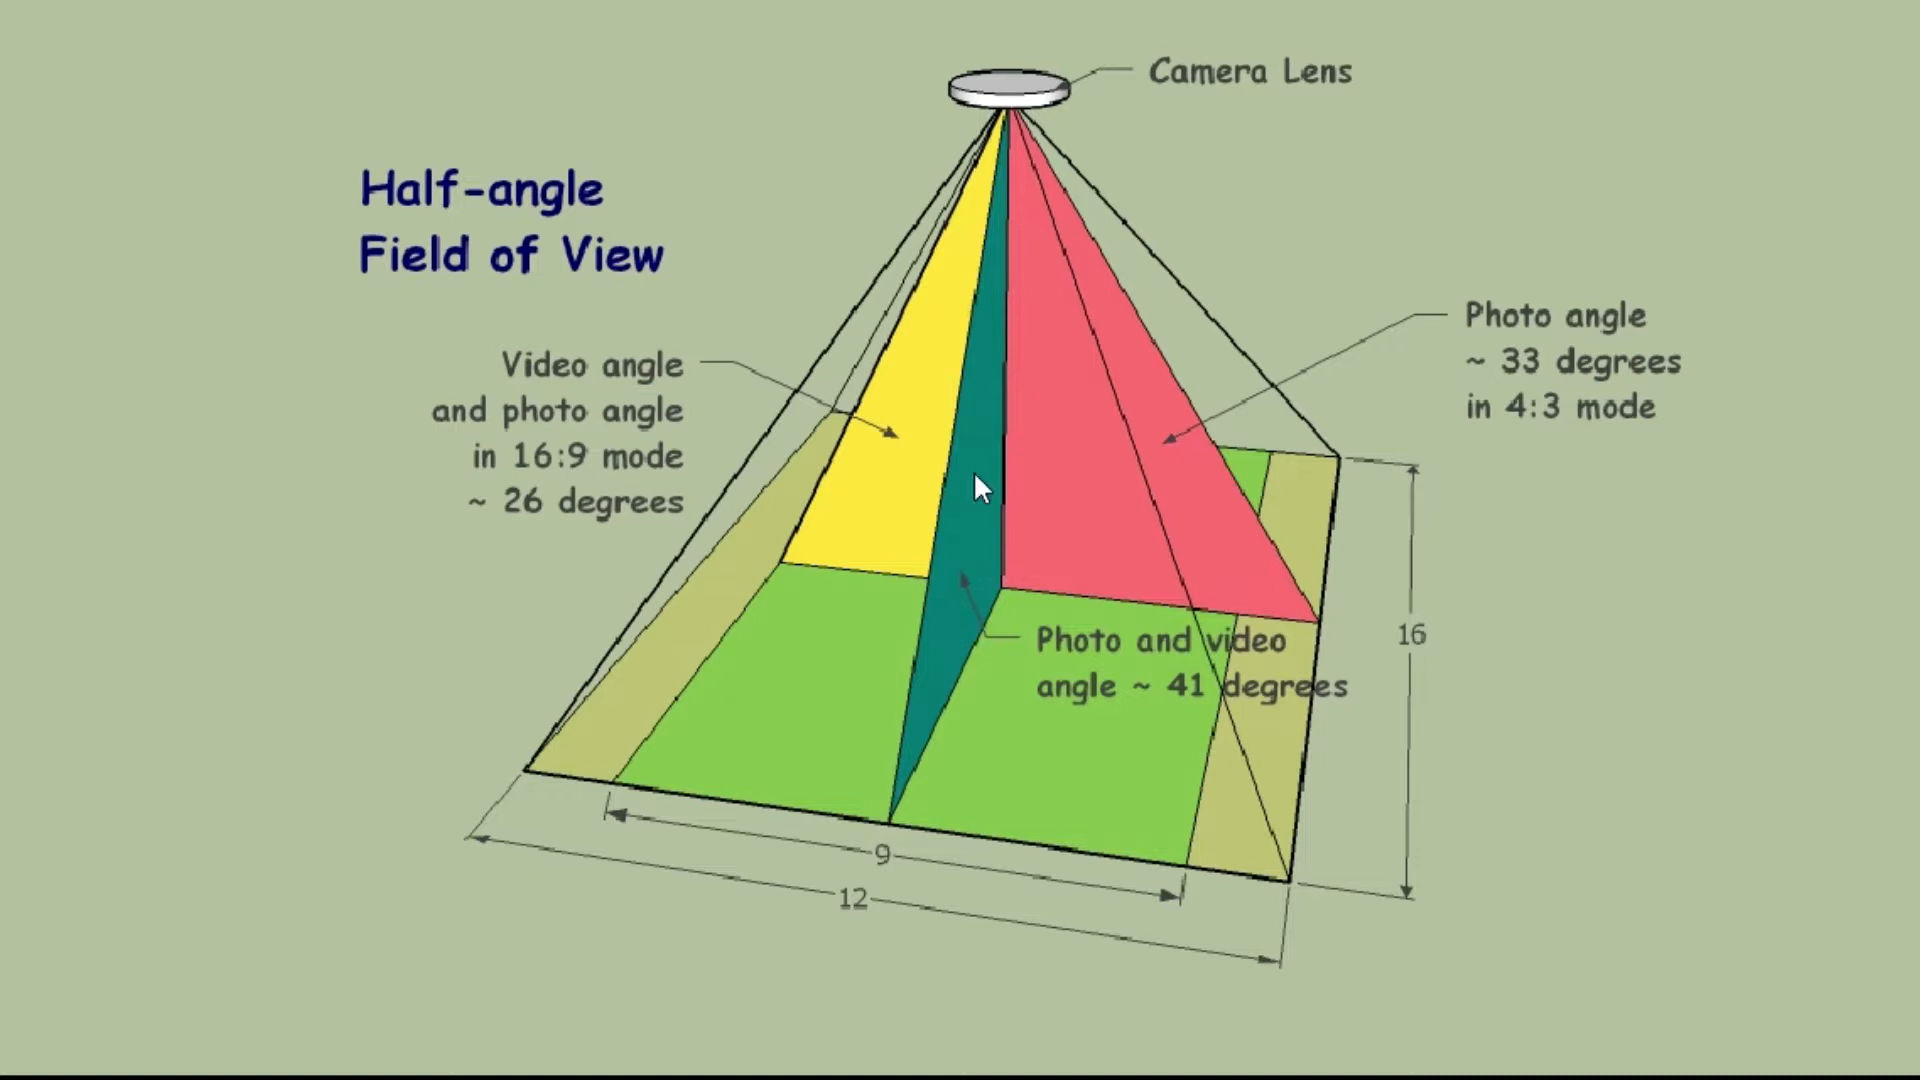 Camera Lens
Half-angle
Field of View
Photo angle
~ 33 degrees
in 4:3 mode
Video angle
and photo angle
in 16:9 mode
~ 26 degrees
Photo and video
angle ~ 41 degrees
16
9
12